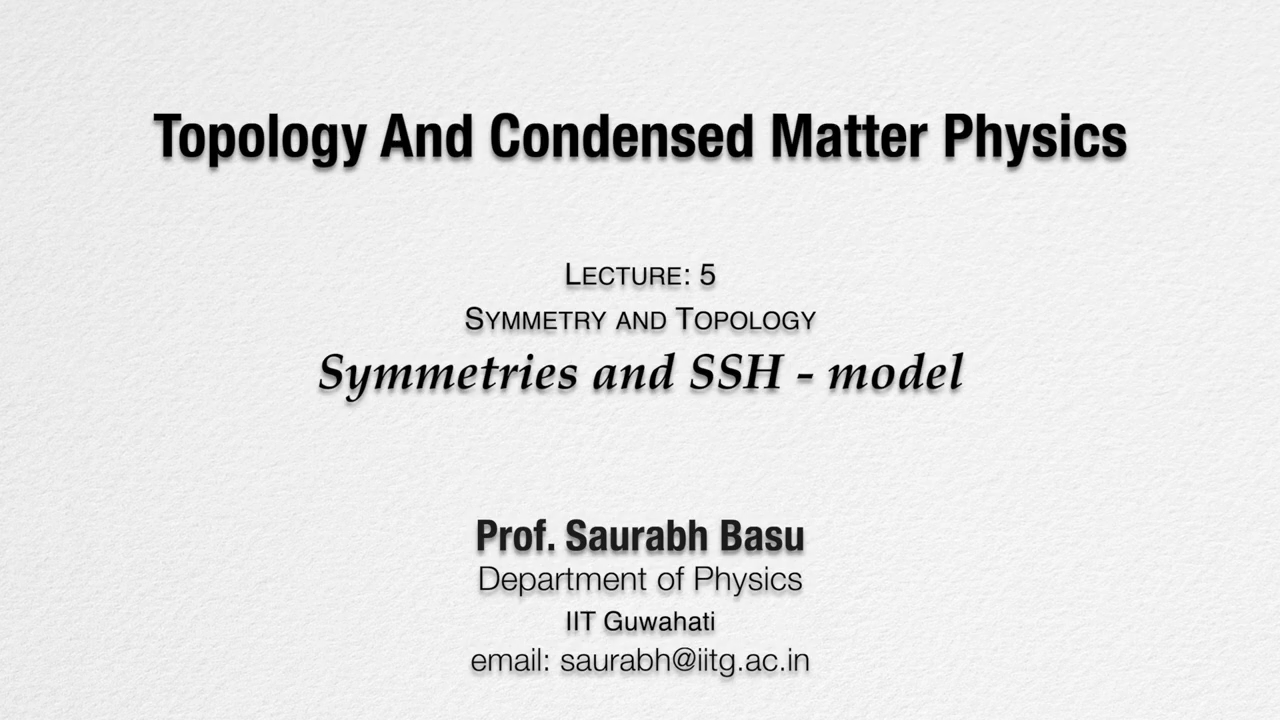 Topology And Condensed Matter Physics
LECTURE: 5
SYMMETRY AND TOPOLOGY
Symmetries and SSH - model
Prof. Saurabh Basu
Department of Physics
IIT Guwahati
email: saurabh@iitg.ac.in